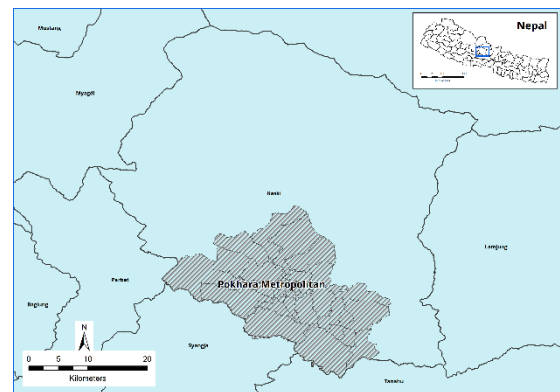 Mustang
Nepal
Myagdi
Kaski
Lamjung
Parbat
Pokhara Metropolitan
Baglung
N
Syangja
0 5 10 20
Kilometers
Tanahu